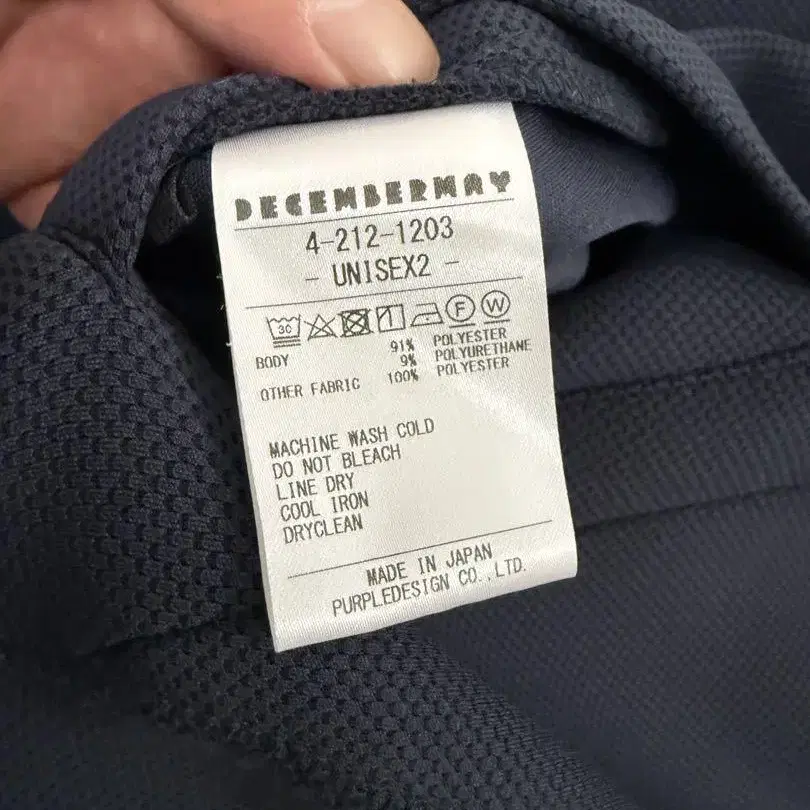 DECEMBERMAY
4-212-1203
- UNISEX2 -
30 F W
BODY 91% POLYESTER
9% POLYURETHANE
OTHER FABRIC 100% POLYESTER
MACHINE WASH COLD
DO NOT BLEACH
LINE DRY
COOL IRON
DRYCLEAN
MADE IN JAPAN
PURPLEDESIGN CO.,LTD.